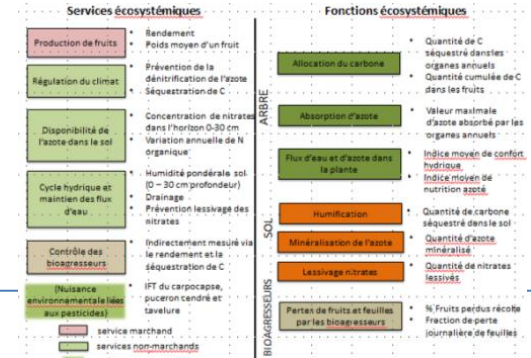 Services écosystémiques
Production de fruits
• Rendement
• Poids moyen d'un fruit
Régulation du climat
• Prévention de la
dénitrification de l'azote
• Séquestration de C
Disponibilité de
l'azote dans le sol
• Concentration de nitrates
dans l'horizon 0-30 cm
• Variation annuelle de N
organique
Cycle hydrique et
maintien des flux
d'eau
• Humidité pondérale sol
(0 – 30 cm profondeur)
• Drainage
• Prévention lessivage des
nitrates
Contrôle des
bioagresseurs
• Indirectement mesuré via
le rendement et la
séquestration de C
(Nuisance
environnementale liées
aux pesticides)
• IFT du carpocapse,
puceron cendré et
tavelure
service marchand
services non-marchands
Fonctions écosystémiques
ARBRE
Allocation du carbone
• Quantité de C
séquestré dans les
organes annuels
• Quantité cumulée de C
dans les fruits
Absorption d'azote
• Valeur maximale
d'azote absorbé par les
organes annuels
Flux d'eau et d'azote dans
la plante
• Indice moyen de confort
hydrique
• Indice moyen de
nutrition azoté
SOL
Humification
Quantité de carbone
séquestré dans le sol
Minéralisation de l'azote
• Quantité d'azote
minéralisé
Lessivage nitrates
• Quantité de nitrates
lessivés
BIOAGRESSEURS
Pertes de fruits et feuilles
par les bioagresseurs
• % Fruits perdus récolte
• Fraction de perte
journalière de feuilles